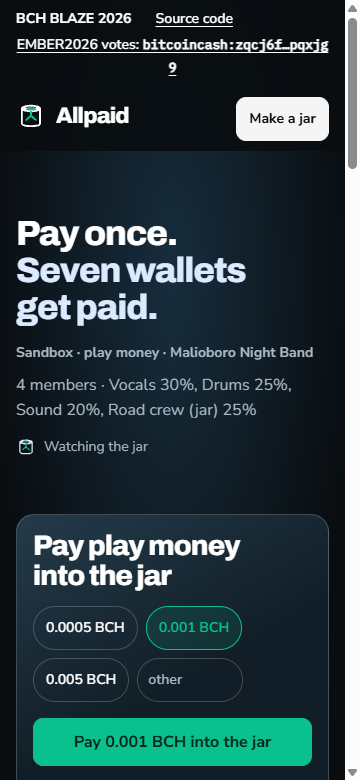 BCH BLAZE 2026 Source code
EMBER2026 votes: bitcoincash:zqcj6f…pqxjg
9
Allpaid
Make a jar
Pay once.
Seven wallets
get paid.
Sandbox · play money · Malioboro Night Band
4 members · Vocals 30%, Drums 25%,
Sound 20%, Road crew (jar) 25%
Watching the jar
Pay play money
into the jar
0.0005 BCH 0.001 BCH
0.005 BCH other
Pay 0.001 BCH into the jar